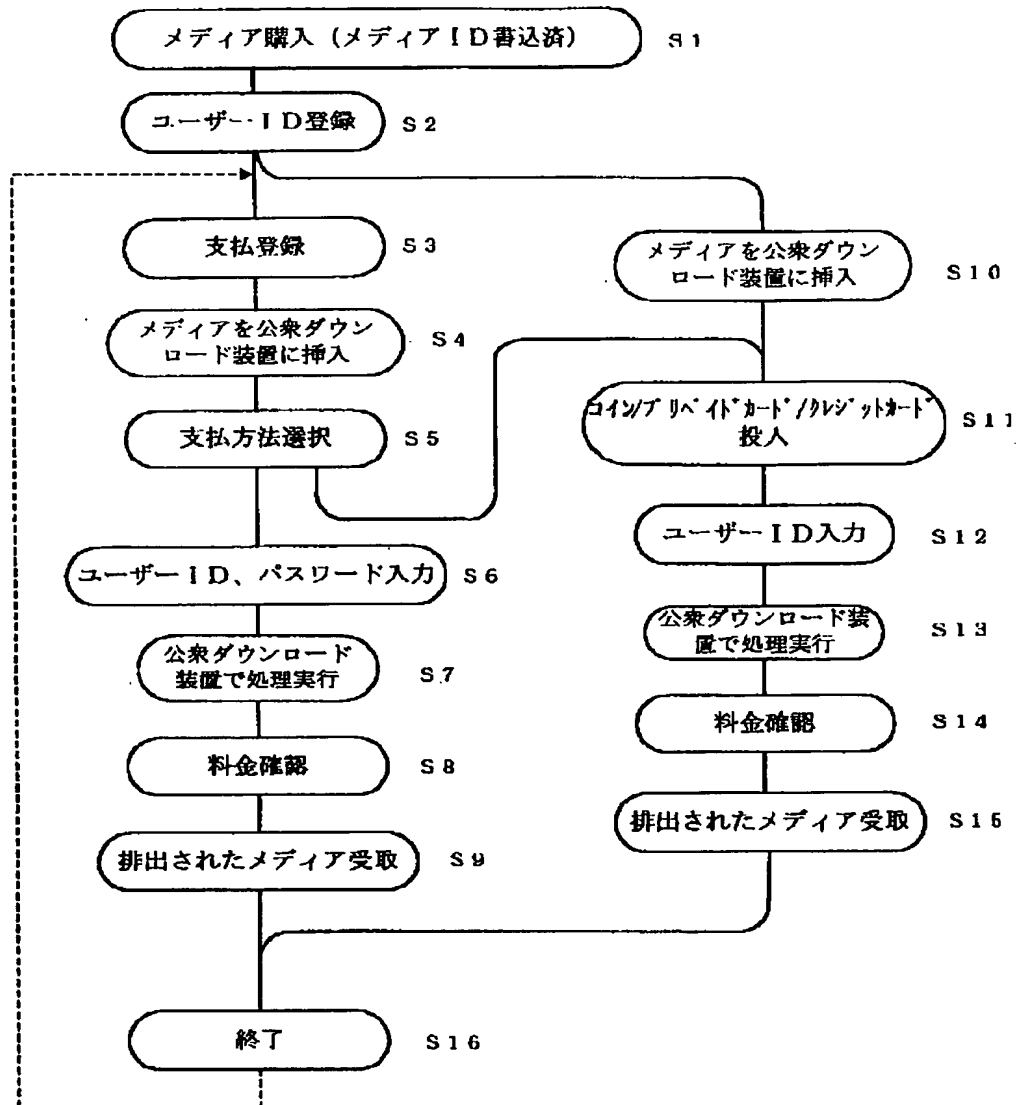 メディア購入（メディアＩＤ書込済）
S1
ユーザーＩＤ登録
S2
支払登録
S3
メディアを公衆ダウン
ロード装置に挿入
S4
支払方法選択
S5
ユーザーＩＤ、パスワード入力
S6
公衆ダウンロード
装置で処理実行
S7
料金確認
S8
排出されたメディア受取
S9
メディアを公衆ダウン
ロード装置に挿入
S10
コイン/プリペイドカード/クレジットカード
投入
S11
ユーザーＩＤ入力
S12
公衆ダウンロード装
置で処理実行
S13
料金確認
S14
排出されたメディア受取
S15
終了
S16